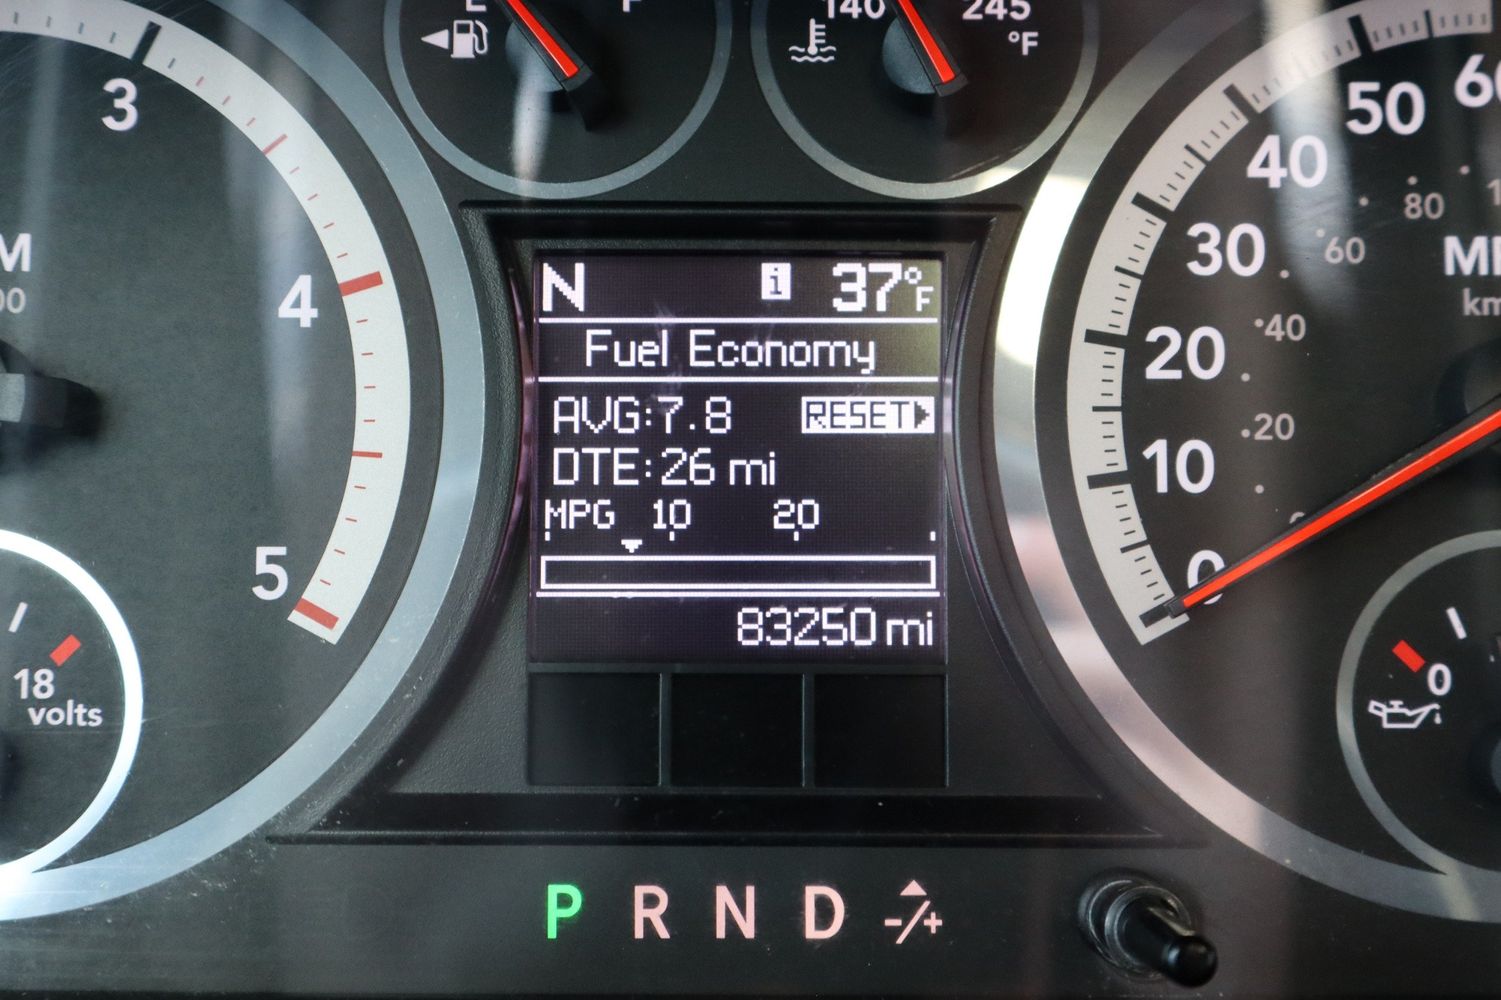 E F
140 245
°F
3
4
5
18
volts
N i 37°F
Fuel Economy
AVG:7.8 RESET
DTE:26 mi
MPG 10 20
83250 mi
P R N D -/+
0
10
20
30
40
50
20
40
60
80
0